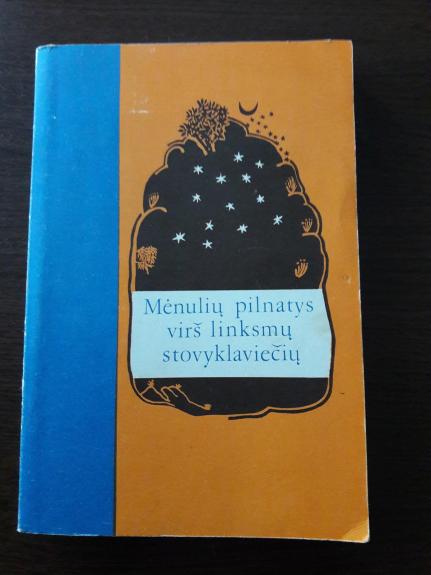 Mėnulių pilnatys
virš linksmų
stovyklaviečių